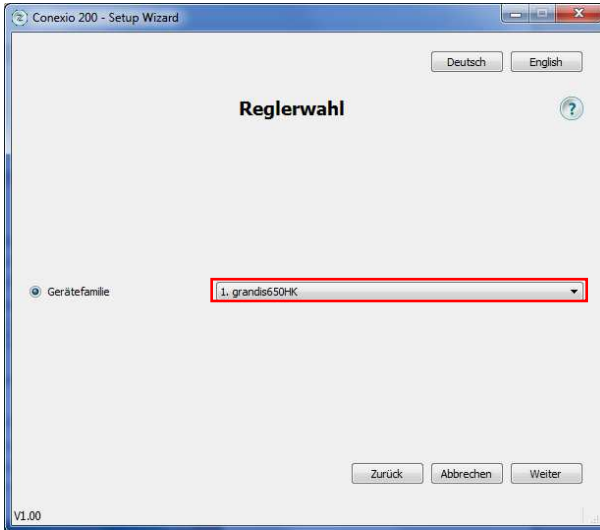 Conexio 200 - Setup Wizard
Deutsch English
Reglerwahl ?
Gerätefamilie 1. grandis650HK
Zurück Abbrechen Weiter
V1.00